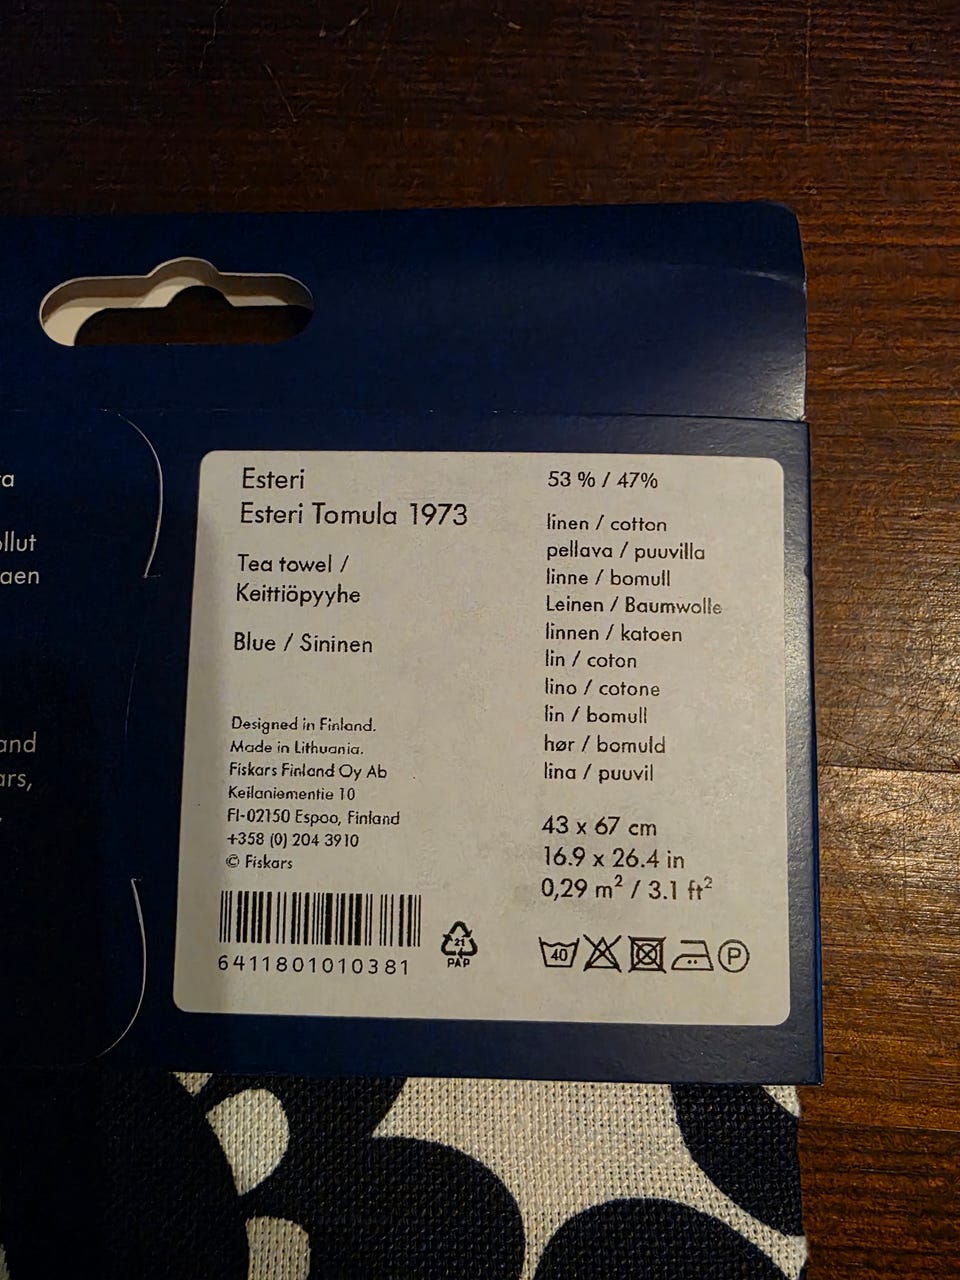 Esteri
Esteri Tomula 1973
Tea towel /
Keittiöpyyhe
Blue / Sininen
Designed in Finland.
Made in Lithuania.
Fiskars Finland Oy Ab
Keilaniementie 10
FI-02150 Espoo, Finland
+358 (0) 204 3910
© Fiskars
6411801010381
21
PAP
53 % / 47%
linen / cotton
pellava / puuvilla
linne / bomull
Leinen / Baumwolle
linnen / katoen
lin / coton
lino / cotone
lin / bomull
hør / bomuld
lina / puuvil
43 x 67 cm
16.9 x 26.4 in
0,29 m² / 3.1 ft²
40
P